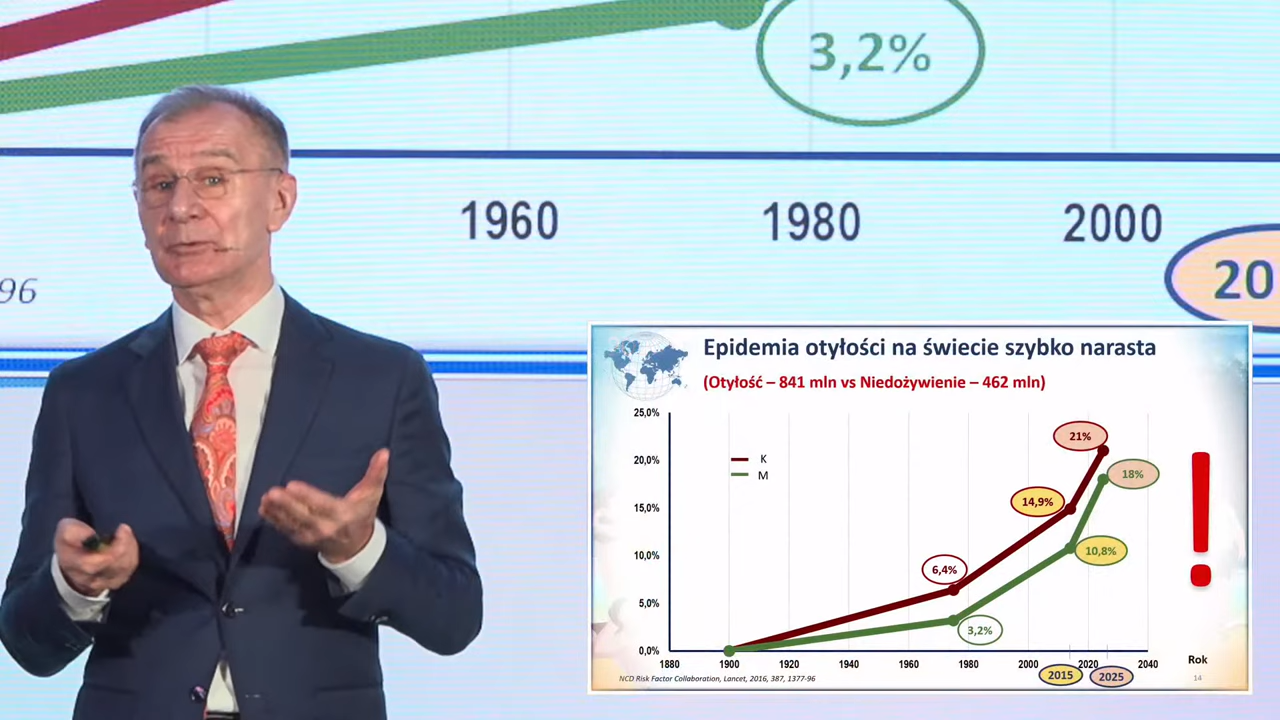 3,2%
1960 1980 2000
20
96
Epidemia otyłości na świecie szybko narasta
(Otyłość – 841 mln vs Niedożywienie – 462 mln)
25,0%
20,0%
15,0%
10,0%
5,0%
0,0%
K
M
21%
18%
14,9%
10,8%
6,4%
3,2%
1880 1900 1920 1940 1960 1980 2000 2020 2040
Rok
2015 2025
NCD Risk Factor Collaboration, Lancet, 2016, 387, 1377-96
14